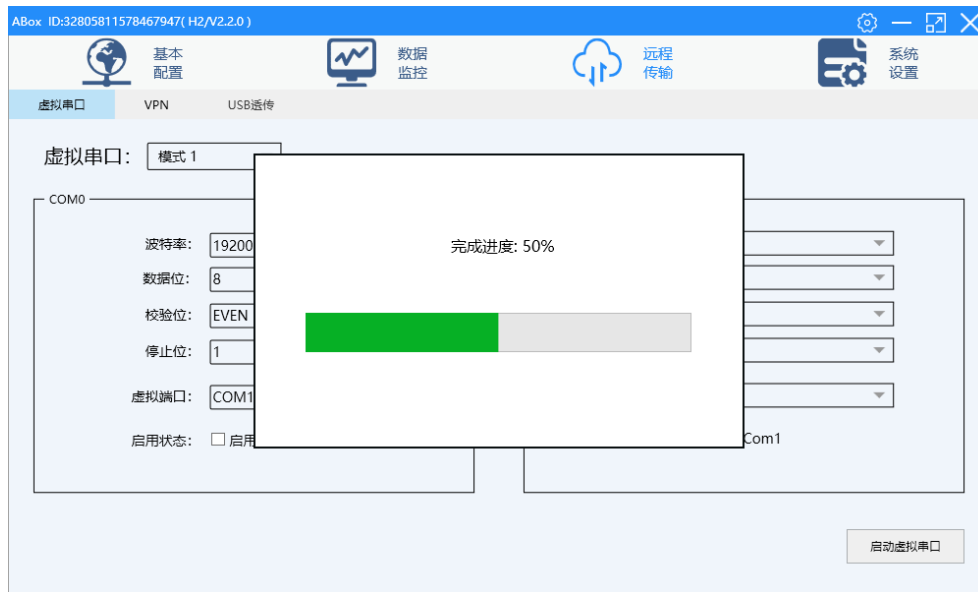 ABox ID:32805811578467947( H2/V2.2.0 )
基本
配置
数据
监控
远程
传输
系统
设置
虚拟串口
VPN
USB透传
虚拟串口：
模式 1
COM0
波特率：
19200
数据位：
8
校验位：
EVEN
停止位：
1
虚拟端口：
COM1
启用状态：
启用
完成进度: 50%
Com1
启动虚拟串口